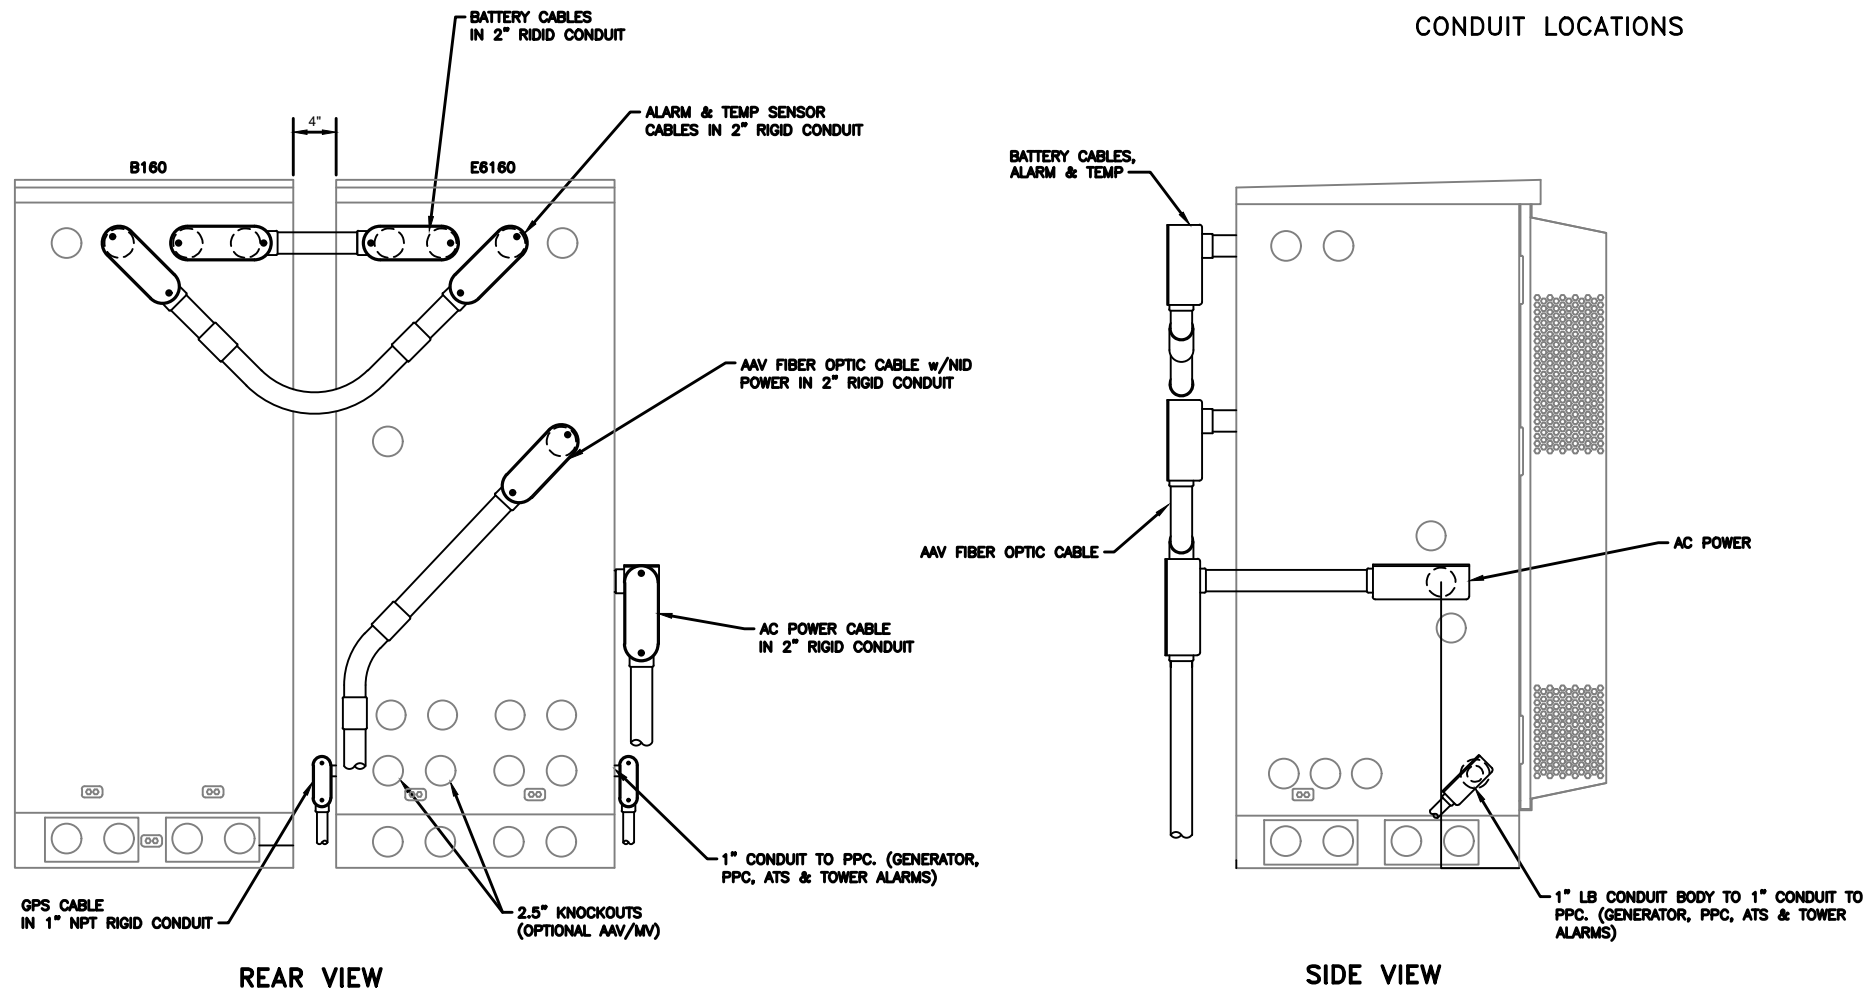 CONDUIT LOCATIONS
BATTERY CABLES
IN 2" RIDID CONDUIT
ALARM & TEMP SENSOR
CABLES IN 2" RIGID CONDUIT
4"
B160
E6160
AAV FIBER OPTIC CABLE w/NID
POWER IN 2" RIGID CONDUIT
AC POWER CABLE
IN 2" RIGID CONDUIT
1" CONDUIT TO PPC. (GENERATOR,
PPC, ATS & TOWER ALARMS)
2.5" KNOCKOUTS
(OPTIONAL AAV/MV)
GPS CABLE
IN 1" NPT RIGID CONDUIT
REAR VIEW
BATTERY CABLES,
ALARM & TEMP
AAV FIBER OPTIC CABLE
AC POWER
1" LB CONDUIT BODY TO 1" CONDUIT TO
PPC. (GENERATOR, PPC, ATS & TOWER
ALARMS)
SIDE VIEW